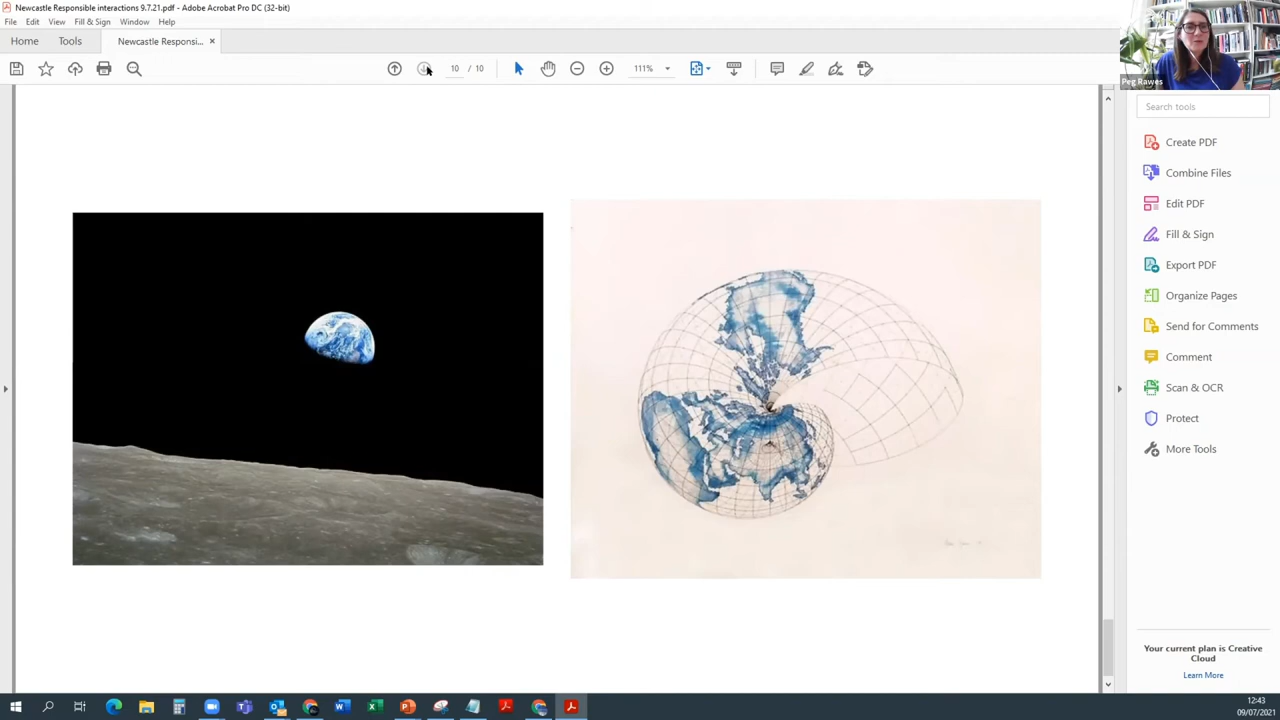 Newcastle Responsible interactions 9.7.21.pdf - Adobe Acrobat Pro DC (32-bit)
File Edit View Fill & Sign Window Help
Home Tools Newcastle Responsi... ×
10 / 10 111%
Peg Rawes
Search tools
Create PDF
Combine Files
Edit PDF
Fill & Sign
Export PDF
Organize Pages
Send for Comments
Comment
Scan & OCR
Protect
More Tools
Your current plan is Creative
Cloud
Learn More
12:43
09/07/2021